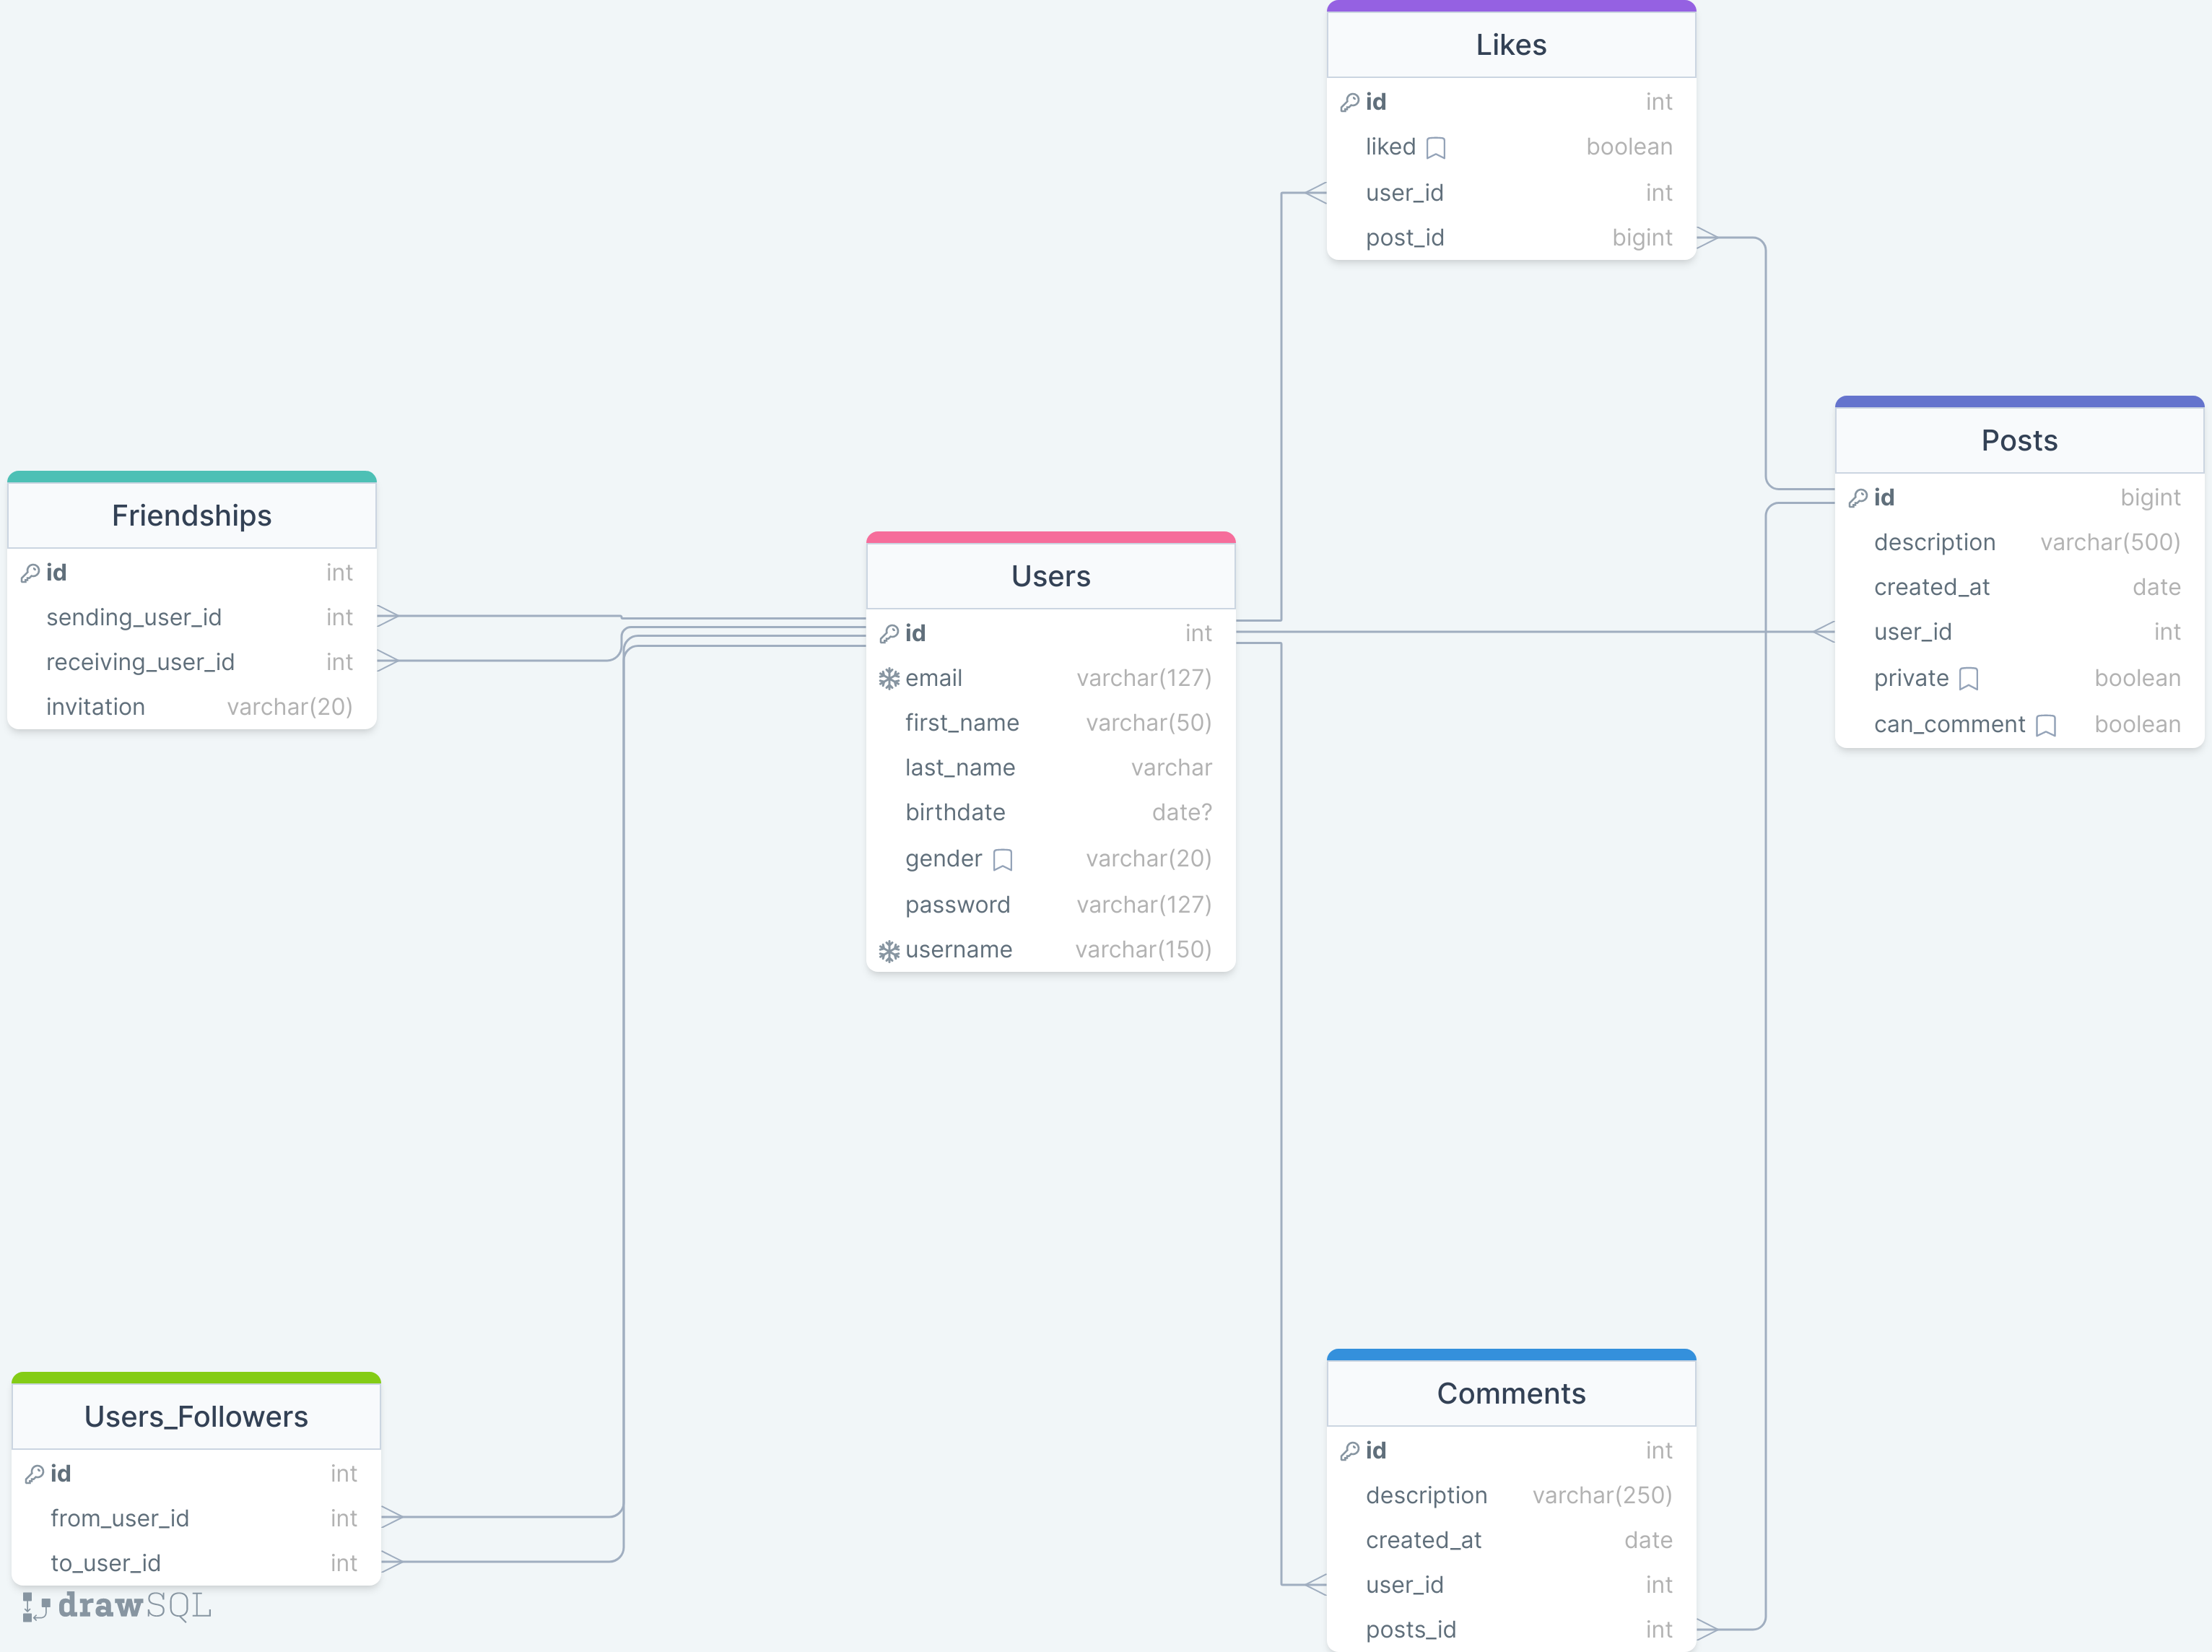 Likes
id int
liked boolean
user_id int
post_id bigint
Posts
id bigint
description varchar(500)
created_at date
user_id int
private boolean
can_comment boolean
Friendships
id int
sending_user_id int
receiving_user_id int
invitation varchar(20)
Users
id int
email varchar(127)
first_name varchar(50)
last_name varchar
birthdate date?
gender varchar(20)
password varchar(127)
username varchar(150)
Users_Followers
id int
from_user_id int
to_user_id int
Comments
id int
description varchar(250)
created_at date
user_id int
posts_id int
drawSQL